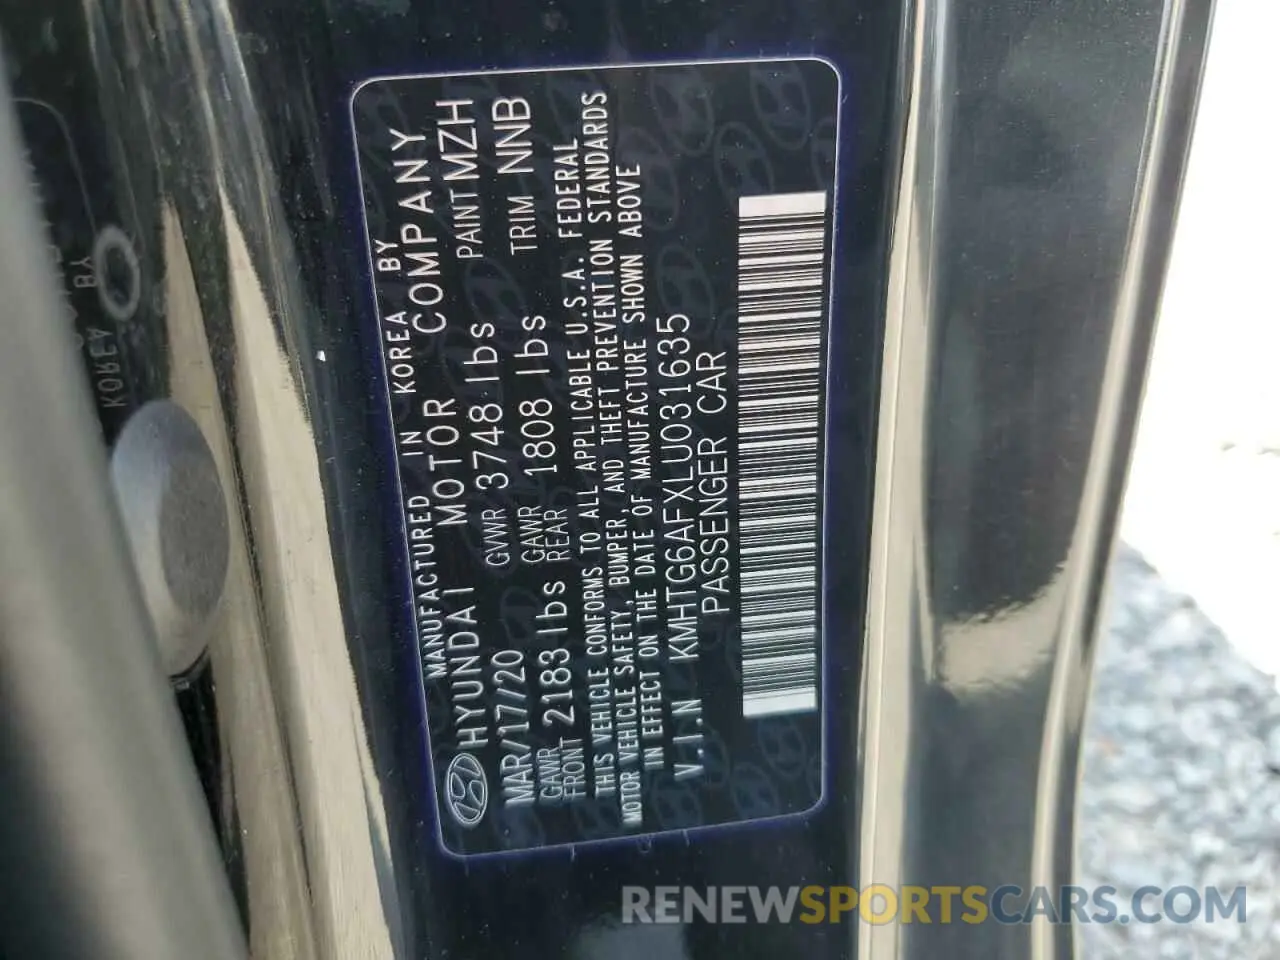 MANUFACTURED IN KOREA BY
HYUNDAI MOTOR COMPANY
MAR/17/20 GVWR 3748 lbs PAINT MZH
GAWR FRONT 2183 lbs GAWR REAR 1808 lbs TRIM NNB
THIS VEHICLE CONFORMS TO ALL APPLICABLE U.S.A. FEDERAL
MOTOR VEHICLE SAFETY, BUMPER, AND THEFT PREVENTION STANDARDS
IN EFFECT ON THE DATE OF MANUFACTURE SHOWN ABOVE
V.I.N KMHTG6AFXLU031635
PASSENGER CAR
KOREA BY
RENEWSPORTSCARS.COM